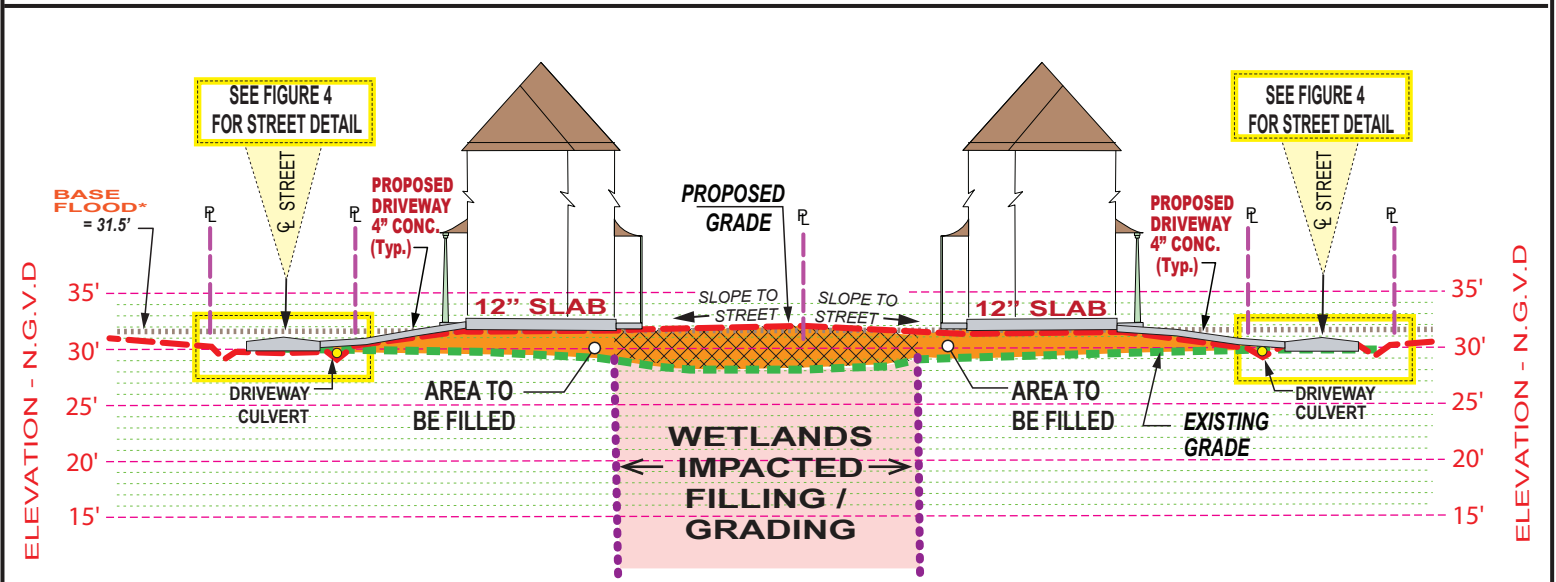 SEE FIGURE 4
FOR STREET DETAIL
SEE FIGURE 4
FOR STREET DETAIL
℄ STREET
℄ STREET
BASE
FLOOD*
= 31.5’
PROPOSED
DRIVEWAY
4” CONC.
(Typ.)
PROPOSED
GRADE
PROPOSED
DRIVEWAY
4” CONC.
(Typ.)
PL
PL
PL
PL
PL
12” SLAB
SLOPE TO
STREET
SLOPE TO
STREET
12” SLAB
ELEVATION - N.G.V.D
35'
30'
25'
20'
15'
DRIVEWAY
CULVERT
AREA TO
BE FILLED
WETLANDS
IMPACTED
FILLING /
GRADING
AREA TO
BE FILLED
EXISTING
GRADE
DRIVEWAY
CULVERT
35'
30'
25'
20'
15'
ELEVATION - N.G.V.D